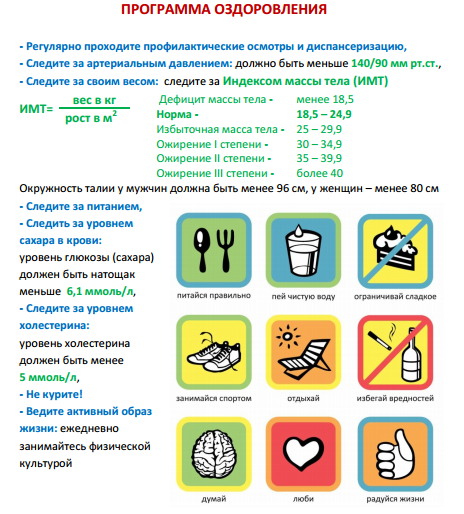 ПРОГРАММА ОЗДОРОВЛЕНИЯ
- Регулярно проходите профилактические осмотры и диспансеризацию,
- Следите за артериальным давлением: должно быть меньше 140/90 мм рт.ст.,
- Следите за своим весом: следите за Индексом массы тела (ИМТ)
ИМТ= вес в кг
рост в м2
Дефицит массы тела - менее 18,5
Норма - 18,5 – 24,9
Избыточная масса тела - 25 – 29,9
Ожирение I степени - 30 – 34,9
Ожирение II степени - 35 – 39,9
Ожирение III степени - более 40
Окружность талии у мужчин должна быть менее 96 см, у женщин – менее 80 см
- Следите за питанием,
- Следить за уровнем
сахара в крови:
уровень глюкозы (сахара)
должен быть натощак
меньше 6,1 ммоль/л,
- Следите за уровнем
холестерина:
уровень холестерина
должен быть менее
5 ммоль/л,
- Не курите!
- Ведите активный образ
жизни: ежедневно
занимайтесь физической
культурой
питайся правильно
пей чистую воду
ограничивай сладкое
занимайся спортом
отдыхай
избегай вредностей
думай
люби
радуйся жизни